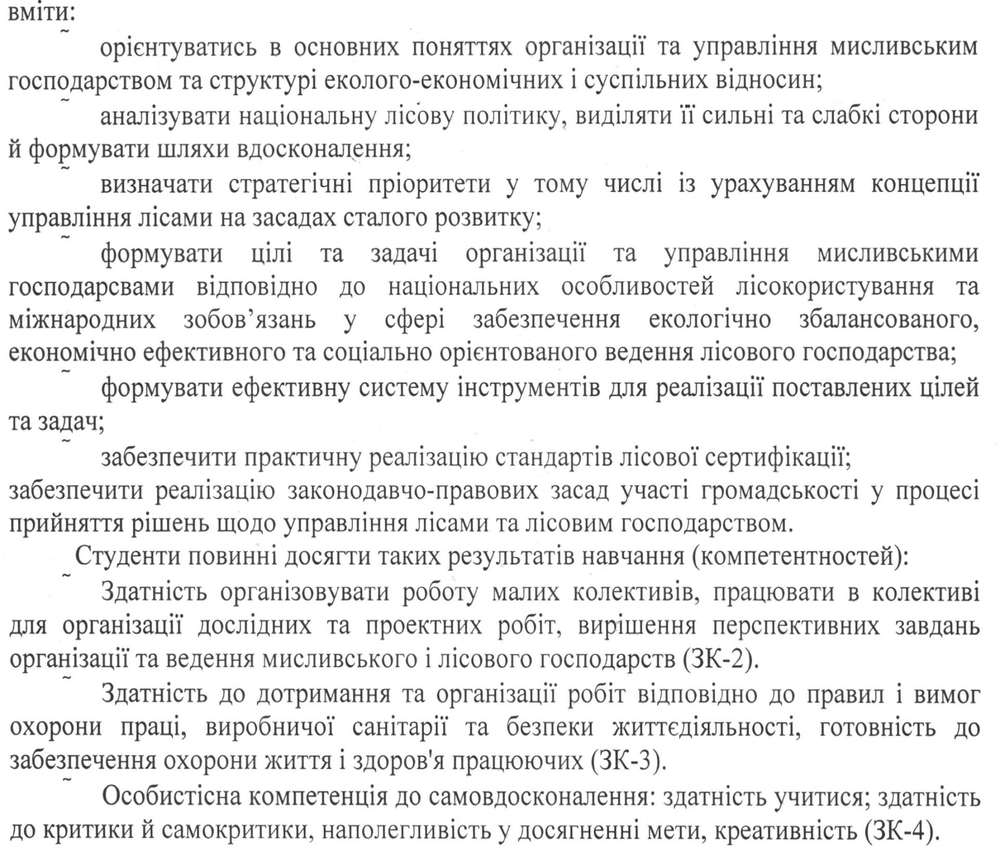 вміти:
~
орієнтуватись в основних поняттях організації та управління мисливським
господарством та структурі еколого-економічних і суспільних відносин;
~
аналізувати національну лісову політику, виділяти її сильні та слабкі сторони
й формувати шляхи вдосконалення;
~
визначати стратегічні пріоритети у тому числі із урахуванням концепції
управління лісами на засадах сталого розвитку;
~
формувати цілі та задачі організації та управління мисливськими
господарсвами відповідно до національних особливостей лісокористування та
міжнародних зобов’язань у сфері забезпечення екологічно збалансованого,
економічно ефективного та соціально орієнтованого ведення лісового господарства;
~
формувати ефективну систему інструментів для реалізації поставлених цілей
та задач;
~
забезпечити практичну реалізацію стандартів лісової сертифікації;
забезпечити реалізацію законодавчо-правових засад участі громадськості у процесі
прийняття рішень щодо управління лісами та лісовим господарством.
Студенти повинні досягти таких результатів навчання (компетентностей):
~
Здатність організовувати роботу малих колективів, працювати в колективі
для організації дослідних та проектних робіт, вирішення перспективних завдань
організації та ведення мисливського і лісового господарств (ЗК-2).
~
Здатність до дотримання та організації робіт відповідно до правил і вимог
охорони праці, виробничої санітарії та безпеки життєдіяльності, готовність до
забезпечення охорони життя і здоров'я працюючих (ЗК-3).
~
Особистісна компетенція до самовдосконалення: здатність учитися; здатність
до критики й самокритики, наполегливість у досягненні мети, креативність (ЗК-4).